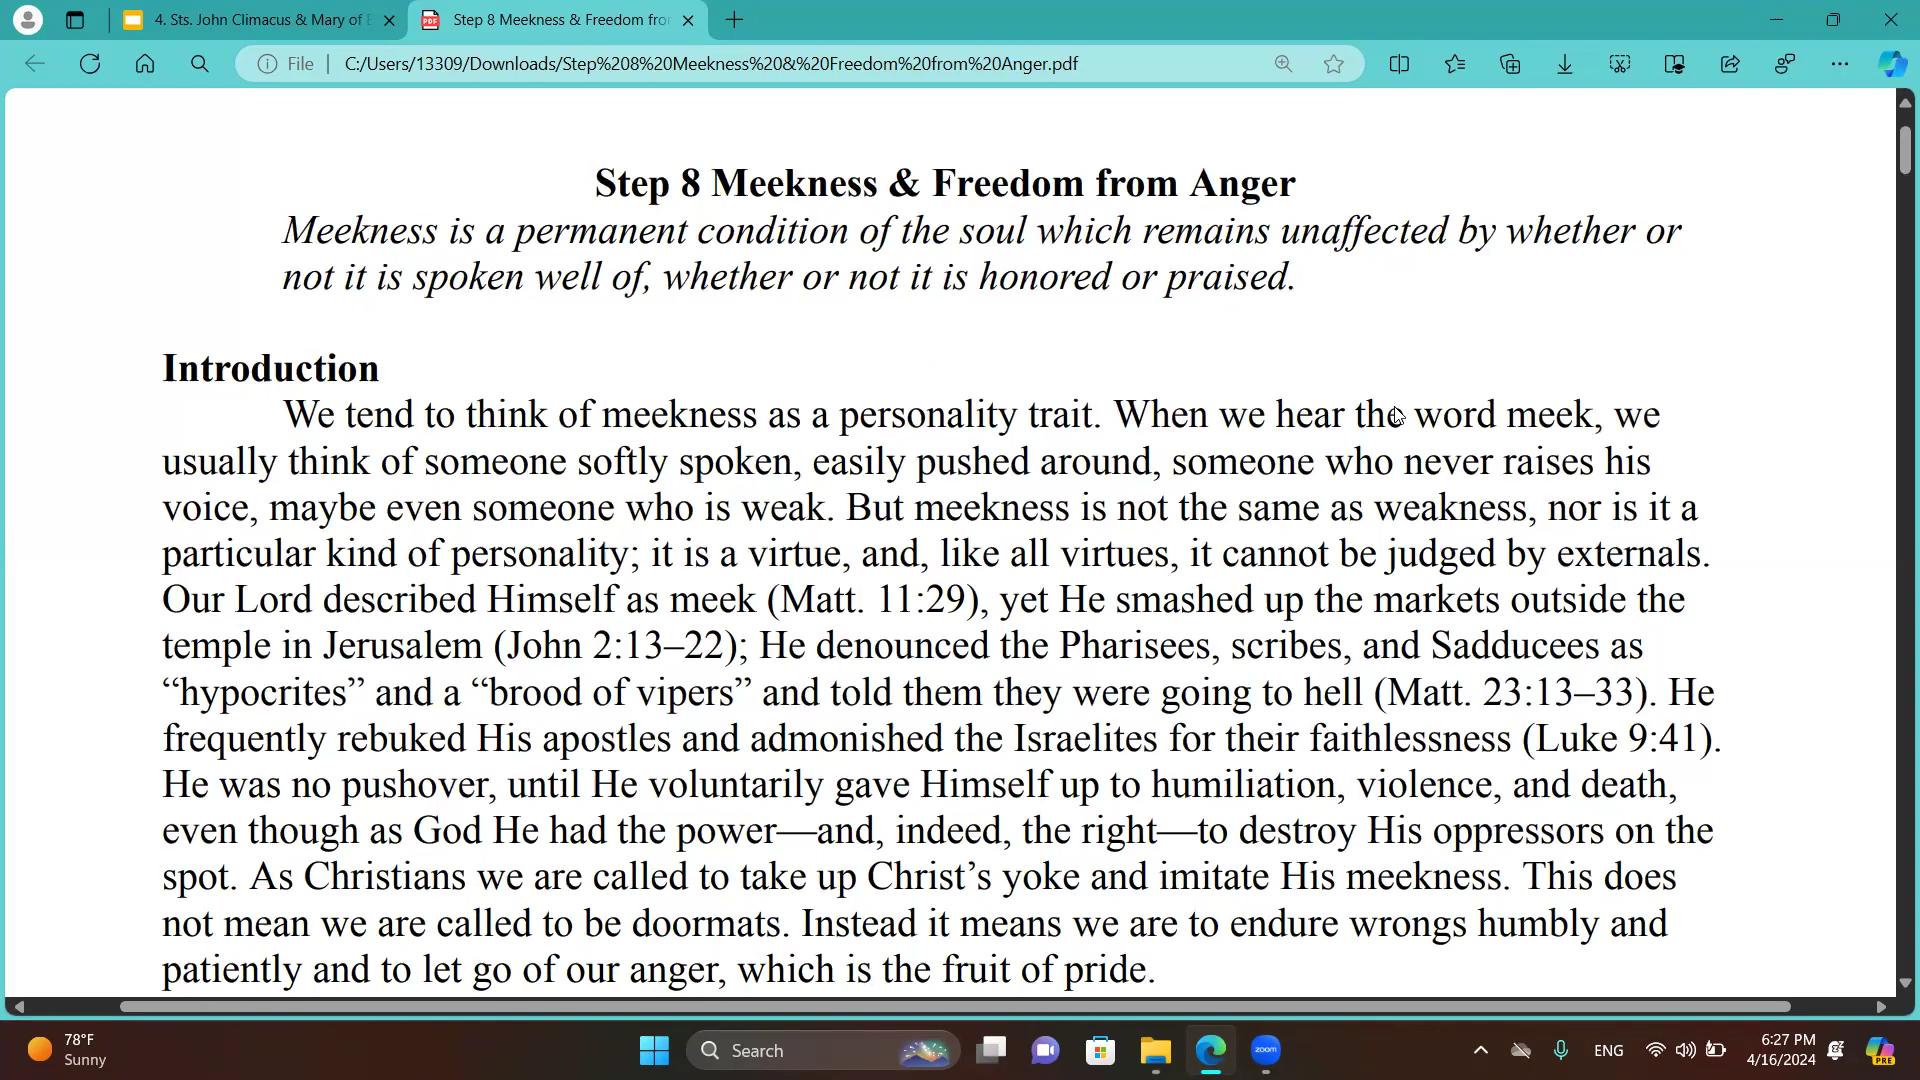 4. Sts. John Climacus & Mary of E
Step 8 Meekness & Freedom fro
File
C:/Users/13309/Downloads/Step%208%20Meekness%20&%20Freedom%20from%20Anger.pdf
Step 8 Meekness & Freedom from Anger
Meekness is a permanent condition of the soul which remains unaffected by whether or
not it is spoken well of, whether or not it is honored or praised.
Introduction
We tend to think of meekness as a personality trait. When we hear the word meek, we
usually think of someone softly spoken, easily pushed around, someone who never raises his
voice, maybe even someone who is weak. But meekness is not the same as weakness, nor is it a
particular kind of personality; it is a virtue, and, like all virtues, it cannot be judged by externals.
Our Lord described Himself as meek (Matt. 11:29), yet He smashed up the markets outside the
temple in Jerusalem (John 2:13–22); He denounced the Pharisees, scribes, and Sadducees as
“hypocrites” and a “brood of vipers” and told them they were going to hell (Matt. 23:13–33). He
frequently rebuked His apostles and admonished the Israelites for their faithlessness (Luke 9:41).
He was no pushover, until He voluntarily gave Himself up to humiliation, violence, and death,
even though as God He had the power—and, indeed, the right—to destroy His oppressors on the
spot. As Christians we are called to take up Christ’s yoke and imitate His meekness. This does
not mean we are called to be doormats. Instead it means we are to endure wrongs humbly and
patiently and to let go of our anger, which is the fruit of pride.
78°F
Sunny
Search
zoom
ENG
6:27 PM
4/16/2024
PRE